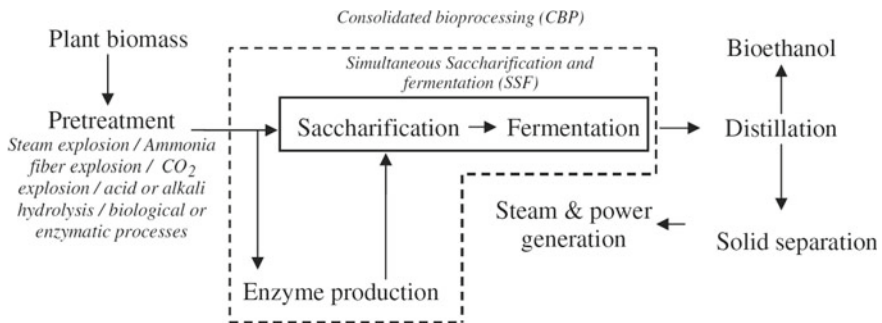 Consolidated bioprocessing (CBP)
Plant biomass
Simultaneous Saccharification and
fermentation (SSF)
Bioethanol
Pretreatment
Steam explosion / Ammonia
fiber explosion / CO2
explosion / acid or alkali
hydrolysis / biological or
enzymatic processes
Saccharification
Fermentation
Distillation
Steam & power
generation
Solid separation
Enzyme production